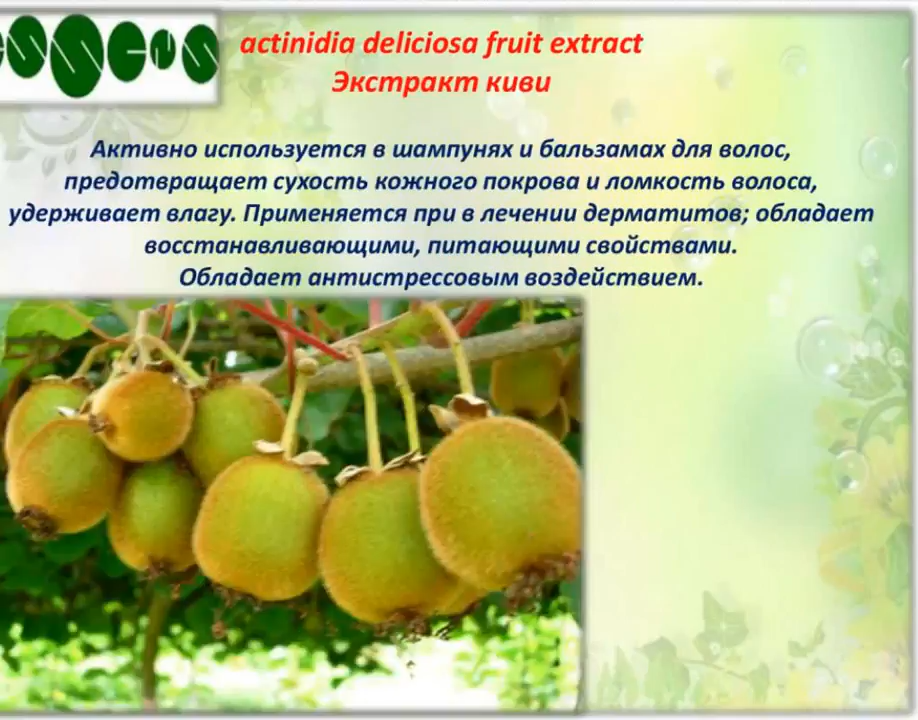 actinidia deliciosa fruit extract
Экстракт киви
Активно используется в шампунях и бальзамах для волос,
предотвращает сухость кожного покрова и ломкость волоса,
удерживает влагу. Применяется при в лечении дерматитов; обладает
восстанавливающими, питающими свойствами.
Обладает антистрессовым воздействием.